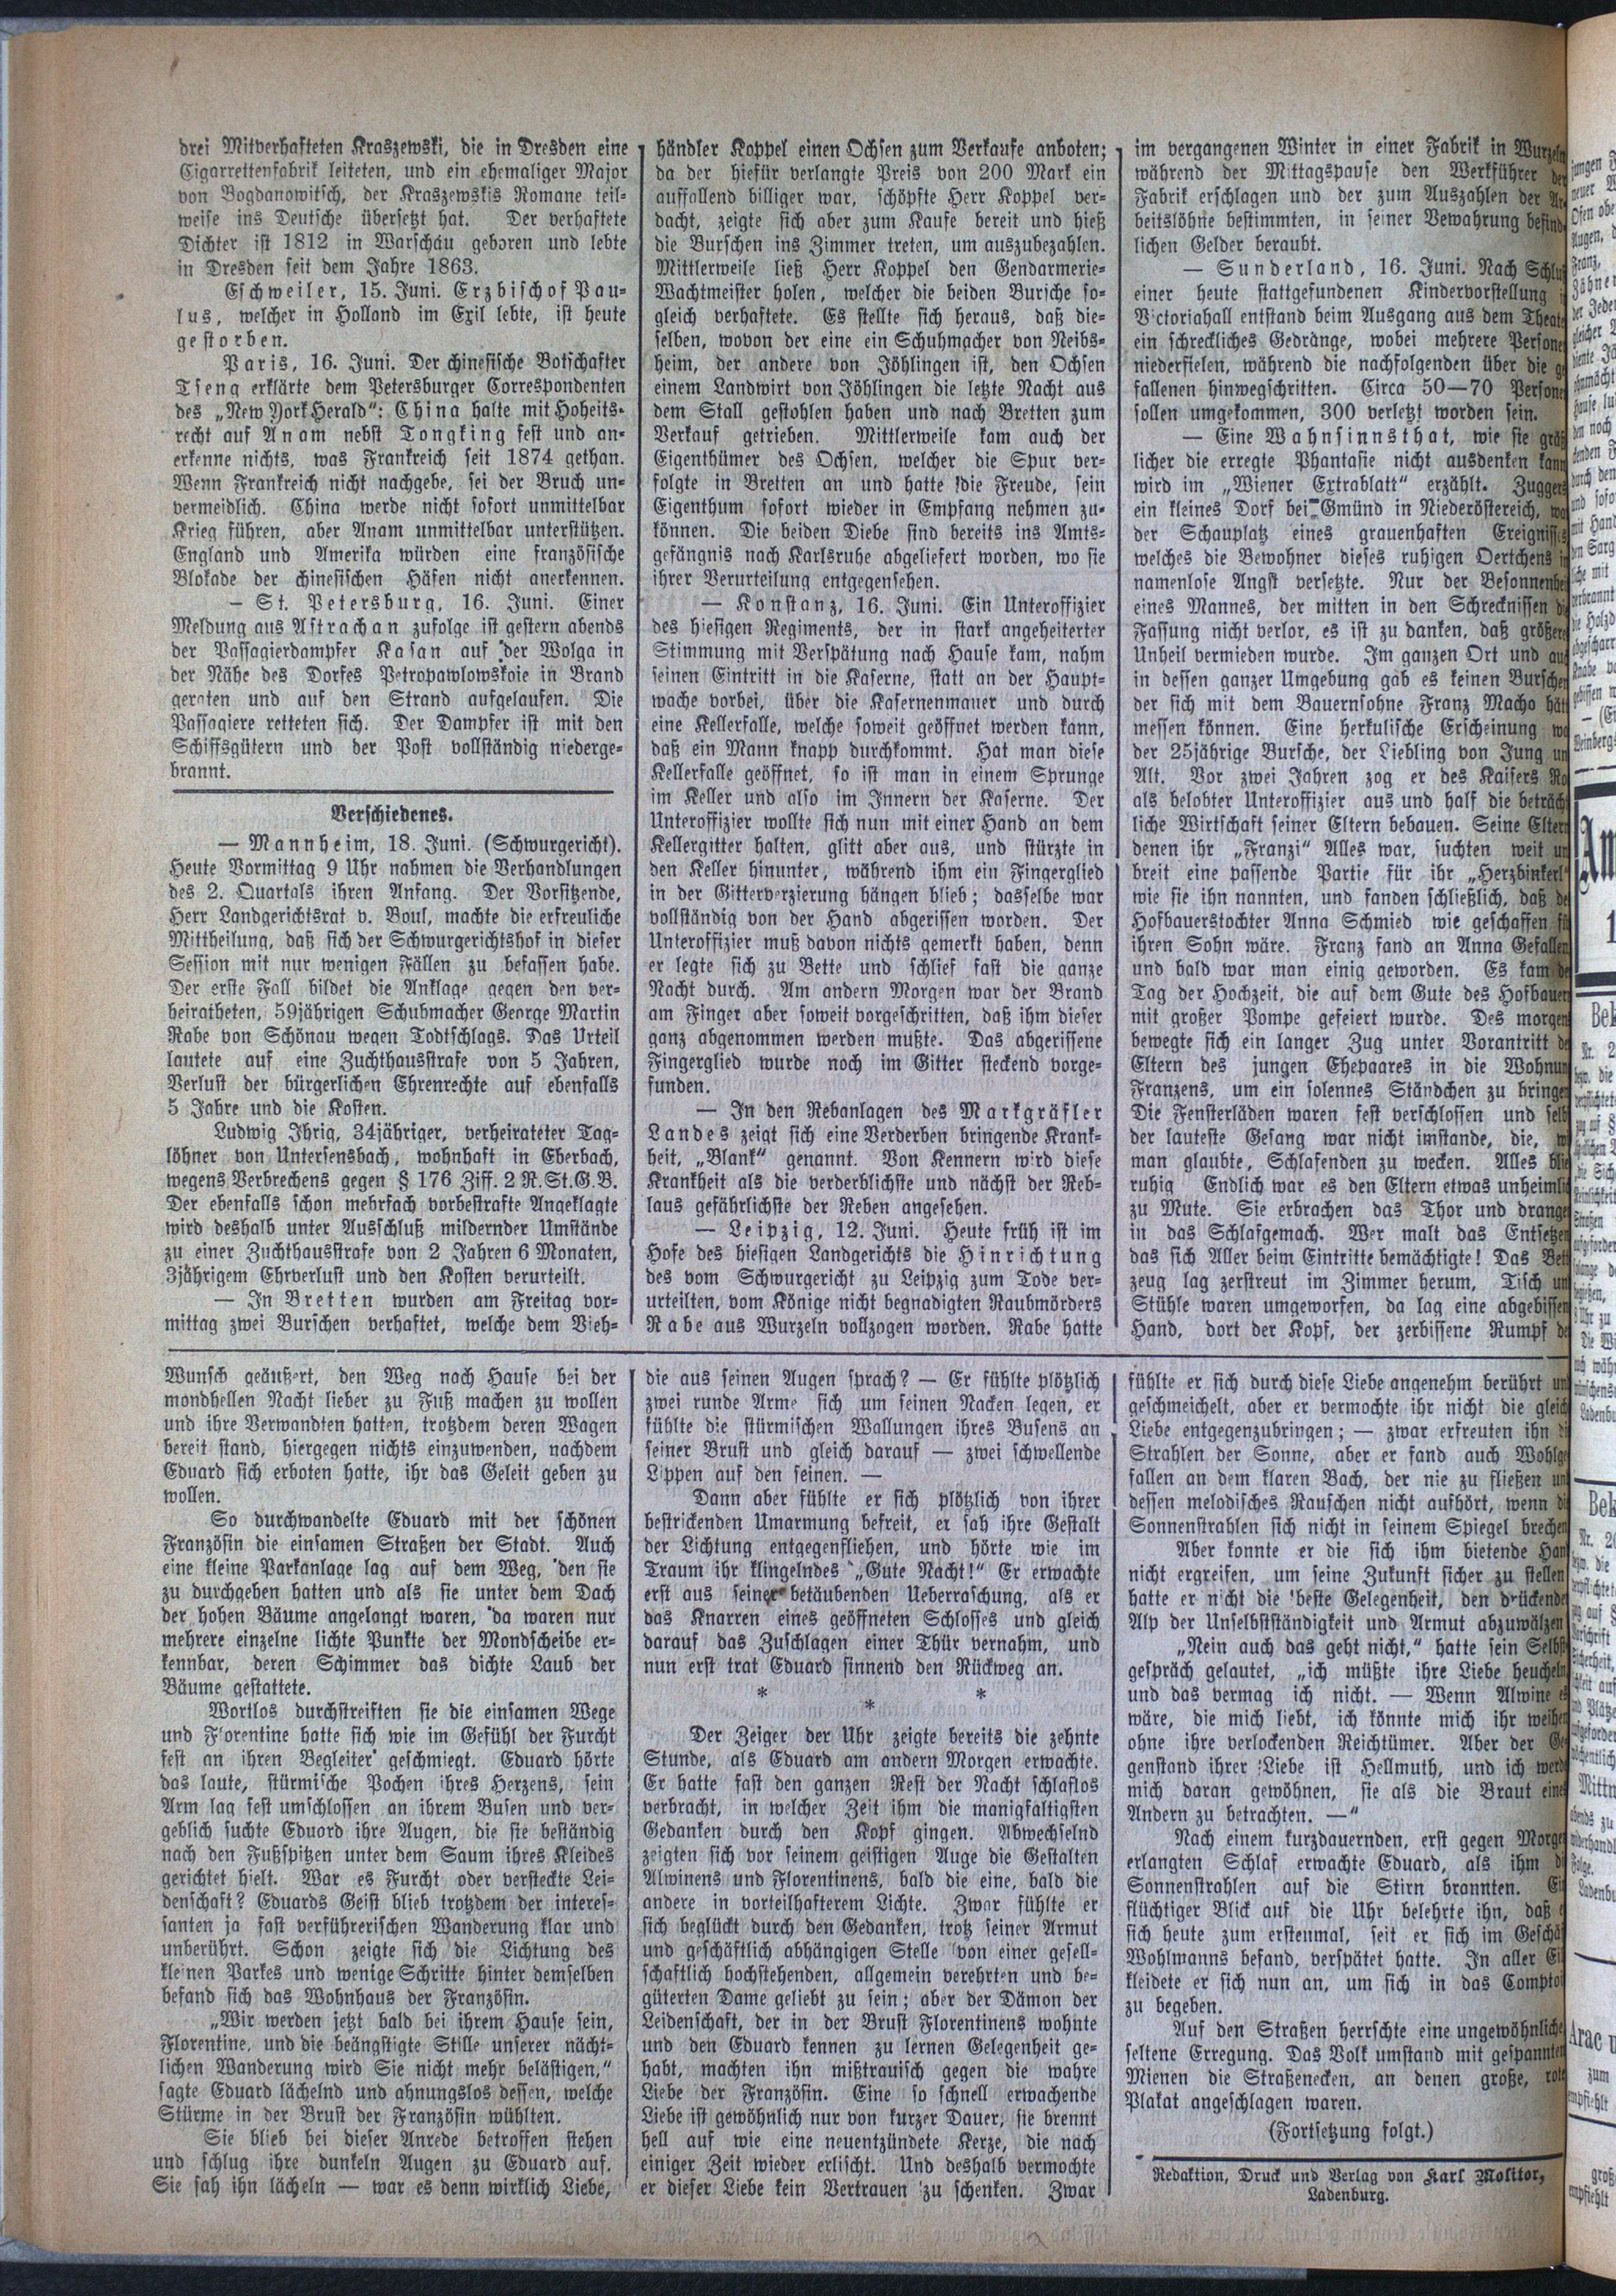 drei Mitverhafteten Kraszewski, die in Dresden eine
Cigarrettenfabrik leiteten, und ein ehemaliger Major
von Bogdanowitsch, der Kraszewskis Romane teil-
weise ins Deutsche übersetzt hat. Der verhaftete
Dichter ist 1812 in Warschau geboren und lebte
in Dresden seit dem Jahre 1863.
Eschweiler, 15. Juni. Erzbischof Pau-
lus, welcher in Holland im Exil lebte, ist heute
gestorben.
Paris, 16. Juni. Der chinesische Botschafter
Tseng erklärte dem Petersburger Correspondenten
des „New York Herald“: China halte mit Hoheits-
recht auf Anam nebst Tongking fest und an-
erkenne nichts, was Frankreich seit 1874 gethan.
Wenn Frankreich nicht nachgebe, sei der Bruch un-
vermeidlich. China werde nicht sofort unmittelbar
Krieg führen, aber Anam unmittelbar unterstützen.
England und Amerika würden eine französische
Blokade der chinesischen Häfen nicht anerkennen.
— St. Petersburg, 16. Juni. Einer
Meldung aus Astrachan zufolge ist gestern abends
der Passagierdampfer Kasan auf der Wolga in
der Nähe des Dorfes Petropawlowskoie in Brand
geraten und auf den Strand aufgelaufen. Die
Passagiere retteten sich. Der Dampfer ist mit den
Schiffsgütern und der Post vollständig niederge-
brannt.
Verschiedenes.
— Mannheim, 18. Juni. (Schwurgericht).
Heute Vormittag 9 Uhr nahmen die Verhandlungen
des 2. Quartals ihren Anfang. Der Vorsitzende,
Herr Landgerichtsrat v. Boul, machte die erfreuliche
Mittheilung, daß sich der Schwurgerichtshof in dieser
Session mit nur wenigen Fällen zu befassen habe.
Der erste Fall bildet die Anklage gegen den ver-
heiratheten, 59jährigen Schuhmacher George Martin
Rabe von Schönau wegen Todtschlags. Das Urteil
lautete auf eine Zuchthausstrafe von 5 Jahren,
Verlust der bürgerlichen Ehrenrechte auf ebenfalls
5 Jahre und die Kosten.
Ludwig Ihrig, 34jähriger, verheirateter Tag-
löhner von Untersensbach, wohnhaft in Eberbach,
wegens Verbrechens gegen § 176 Ziff. 2 R.St.G.B.
Der ebenfalls schon mehrfach vorbestrafte Angeklagte
wird deshalb unter Ausschluß mildernder Umstände
zu einer Zuchthausstrafe von 2 Jahren 6 Monaten,
3jährigem Ehrverlust und den Kosten verurteilt.
— In Bretten wurden am Freitag vor-
mittag zwei Burschen verhaftet, welche dem Vieh-
händler Koppel einen Ochsen zum Verkaufe anboten;
da der hiefür verlangte Preis von 200 Mark ein
auffallend billiger war, schöpfte Herr Koppel ver-
dacht, zeigte sich aber zum Kaufe bereit und hieß
die Burschen ins Zimmer treten, um auszubezahlen.
Mittlerweile ließ Herr Koppel den Gendarmerie-
Wachtmeister holen, welcher die beiden Bursche so-
gleich verhaftete. Es stellte sich heraus, daß die-
selben, wovon der eine ein Schuhmacher von Neibs-
heim, der andere von Jöhlingen ist, den Ochsen
einem Landwirt von Jöhlingen die letzte Nacht aus
dem Stall gestohlen haben und nach Bretten zum
Verkauf getrieben. Mittlerweile kam auch der
Eigenthümer des Ochsen, welcher die Spur ver-
folgte in Bretten an und hatte die Freude, sein
Eigenthum sofort wieder in Empfang nehmen zu-
können. Die beiden Diebe sind bereits ins Amts-
gefängnis nach Karlsruhe abgeliefert worden, wo sie
ihrer Verurteilung entgegensehen.
— Konstanz, 16. Juni. Ein Unteroffizier
des hiesigen Regiments, der in stark angeheiterter
Stimmung mit Verspätung nach Hause kam, nahm
seinen Eintritt in die Kaserne, statt an der Haupt-
wache vorbei, über die Kasernenmauer und durch
eine Kellerfalle, welche soweit geöffnet werden kann,
daß ein Mann knapp durchkommt. Hat man diese
Kellerfalle geöffnet, so ist man in einem Sprunge
im Keller und also im Innern der Kaserne. Der
Unteroffizier wollte sich nun mit einer Hand an dem
Kellergitter halten, glitt aber aus, und stürzte in
den Keller hinunter, während ihm ein Fingerglied
in der Gitterverzierung hängen blieb; dasselbe war
vollständig von der Hand abgerissen worden. Der
Unteroffizier muß davon nichts gemerkt haben, denn
er legte sich zu Bette und schlief fast die ganze
Nacht durch. Am andern Morgen war der Brand
am Finger aber soweit vorgeschritten, daß ihm dieser
ganz abgenommen werden mußte. Das abgerissene
Fingerglied wurde noch im Gitter steckend vorge-
funden.
— In den Rebanlagen des Markgräfler
Landes zeigt sich eine Verderben bringende Krank-
heit, „Blank“ genannt. Von Kennern wird diese
Krankheit als die verderblichste und nächst der Reb-
laus gefährlichste der Reben angesehen.
— Leipzig, 12. Juni. Heute früh ist im
Hofe des hiesigen Landgerichts die Hinrichtung
des vom Schwurgericht zu Leipzig zum Tode ver-
urteilten, vom Könige nicht begnadigten Raubmörders
Rabe aus Wurzeln vollzogen worden. Rabe hatte
im vergangenen Winter in einer Fabrik in Wurzeln
während der Mittagspause den Werkführer der
Fabrik erschlagen und der zum Auszahlen der Ar-
beitslöhne bestimmten, in seiner Bewahrung befind-
lichen Gelder beraubt.
— Sunderland, 16. Juni. Nach Schluß
einer heute stattgefundenen Kindervorstellung
Victoriahall entstand beim Ausgang aus dem Theate
ein schreckliches Gedränge, wobei mehrere Persone
niederfielen, während die nachfolgenden über die ge
fallenen hinwegschritten. Circa 50—70 Persone
sollen umgekommen, 300 verletzt worden sein.
— Eine Wahnsinnsthat, wie sie gräß
licher die erregte Phantasie nicht ausdenken kann
wird im „Wiener Extrablatt“ erzählt. Zuggers
ein kleines Dorf bei Gmünd in Niederöstereich, wa
der Schauplatz eines grauenhaften Ereignisses
welches die Bewohner dieses ruhigen Oertchens in
namenlose Angst versetzte. Nur der Besonnenhei
eines Mannes, der mitten in den Schrecknissen di
Fassung nicht verlor, es ist zu danken, daß größere
Unheil vermieden wurde. Im ganzen Ort und auf
in dessen ganzer Umgebung gab es keinen Burschen
der sich mit dem Bauernsohne Franz Macho hätt
messen können. Eine herkulische Erscheinung wa
der 25jährige Bursche, der Liebling von Jung un
Alt. Vor zwei Jahren zog er des Kaisers Ro
als belobter Unteroffizier aus und half die beträcht
liche Wirtschaft seiner Eltern bebauen. Seine Eltern
denen ihr „Franzi“ Alles war, suchten weit un
breit eine passende Partie für ihr „Herzbinkerl“
wie sie ihn nannten, und fanden schließlich, daß de
Hofbauerstochter Anna Schmied wie geschaffen fü
ihren Sohn wäre. Franz fand an Anna Gefallen
und bald war man einig geworden. Es kam de
Tag der Hochzeit, die auf dem Gute des Hofbauern
mit großer Pompe gefeiert wurde. Des morgen
bewegte sich ein langer Zug unter Vorantritt de
Eltern des jungen Ehepaares in die Wohnun
Franzens, um ein solennes Ständchen zu bringen
Die Fensterläden waren fest verschlossen und selb
der lauteste Gesang war nicht imstande, die, w
man glaubte, Schlafenden zu wecken. Alles blie
ruhig Endlich war es den Eltern etwas unheimli
zu Mute. Sie erbrachen das Thor und drange
in das Schlafgemach. Wer malt das Entsetzen
das sich Aller beim Eintritte bemächtigte! Das Bett
zeug lag zerstreut im Zimmer herum, Tisch un
Stühle waren umgeworfen, da lag eine abgebissen
Hand, dort der Kopf, der zerbissene Rumpf de
Wunsch geäußert, den Weg nach Hause bei der
mondhellen Nacht lieber zu Fuß machen zu wollen
und ihre Verwandten hatten, trotzdem deren Wagen
bereit stand, hiergegen nichts einzuwenden, nachdem
Eduard sich erboten hatte, ihr das Geleit geben zu
wollen.
So durchwandelte Eduard mit der schönen
Französin die einsamen Straßen der Stadt. Auch
eine kleine Parkanlage lag auf dem Weg, den sie
zu durchgehen hatten und als sie unter dem Dach
der hohen Bäume angelangt waren, da waren nur
mehrere einzelne lichte Punkte der Mondscheibe er-
kennbar, deren Schimmer das dichte Laub der
Bäume gestattete.
Wortlos durchstreiften sie die einsamen Wege
und Florentine hatte sich wie im Gefühl der Furcht
fest an ihren Begleiter geschmiegt. Eduard hörte
das laute, stürmische Pochen ihres Herzens, sein
Arm lag fest umschlossen an ihrem Busen und ver-
geblich suchte Eduard ihre Augen, die sie beständig
nach den Fußspitzen unter dem Saum ihres Kleides
gerichtet hielt. War es Furcht oder versteckte Lei-
denschaft? Eduards Geist blieb trotzdem der interes-
santen ja fast verführerischen Wanderung klar und
unberührt. Schon zeigte sich die Lichtung des
kleinen Parkes und wenige Schritte hinter demselben
befand sich das Wohnhaus der Französin.
„Wir werden jetzt bald bei ihrem Hause sein,
Florentine, und die beängstigte Stille unserer nächt-
lichen Wanderung wird Sie nicht mehr belästigen,“
sagte Eduard lächelnd und ahnungslos dessen, welche
Stürme in der Brust der Französin wühlten.
Sie blieb bei dieser Anrede betroffen stehen
und schlug ihre dunkeln Augen zu Eduard auf.
Sie sah ihn lächeln — war es denn wirklich Liebe,
die aus seinen Augen sprach? — Er fühlte plötzlich
zwei runde Arme sich um seinen Nacken legen, er
fühlte die stürmischen Wallungen ihres Busens an
seiner Brust und gleich darauf — zwei schwellende
Lippen auf den seinen. —
Dann aber fühlte er sich plötzlich von ihrer
bestrickenden Umarmung befreit, er sah ihre Gestalt
der Lichtung entgegenfliehen, und hörte wie im
Traum ihr klingelndes „Gute Nacht!“ Er erwachte
erst aus seiner betäubenden Ueberraschung, als er
das Knarren eines geöffneten Schlosses und gleich
darauf das Zuschlagen einer Thür vernahm, und
nun erst trat Eduard sinnend den Rückweg an.
* * *
Der Zeiger der Uhr zeigte bereits die zehnte
Stunde, als Eduard am andern Morgen erwachte.
Er hatte fast den ganzen Rest der Nacht schlaflos
verbracht, in welcher Zeit ihm die manigfaltigsten
Gedanken durch den Kopf gingen. Abwechselnd
zeigten sich vor seinem geistigen Auge die Gestalten
Alwinens und Florentinens, bald die eine, bald die
andere in vorteilhafterem Lichte. Zwar fühlte er
sich beglückt durch den Gedanken, trotz seiner Armut
und geschäftlich abhängigen Stelle von einer gesell-
schaftlich hochstehenden, allgemein verehrten und be-
güterten Dame geliebt zu sein; aber der Dämon der
Leidenschaft, der in der Brust Florentinens wohnte
und den Eduard kennen zu lernen Gelegenheit ge-
habt, machten ihn mißtrauisch gegen die wahre
Liebe der Französin. Eine so schnell erwachende
Liebe ist gewöhnlich nur von kurzer Dauer, sie brennt
hell auf wie eine neuentzündete Kerze, die nach
einiger Zeit wieder erlischt. Und deshalb vermochte
er dieser Liebe kein Vertrauen zu schenken. Zwar
fühlte er sich durch diese Liebe angenehm berührt un
geschmeichelt, aber er vermochte ihr nicht die gleich
Liebe entgegenzubringen; — zwar erfreuten ihn di
Strahlen der Sonne, aber er fand auch Wohlge
fallen an dem klaren Bach, der nie zu fließen un
dessen melodisches Rauschen nicht aufhört, wenn di
Sonnenstrahlen sich nicht in seinem Spiegel brechen
Aber konnte er die sich ihm bietende Han
nicht ergreifen, um seine Zukunft sicher zu stellen
hatte er nicht die beste Gelegenheit, den drückende
Alp der Unselbstständigkeit und Armut abzuwälzen
„Nein auch das geht nicht,“ hatte sein Selbst
gespräch gelautet, „ich müßte ihre Liebe heucheln
und das vermag ich nicht. — Wenn Alwine es
wäre, die mich liebt, ich könnte mich ihr weihen
ohne ihre verlockenden Reichtümer. Aber der Ge
genstand ihrer Liebe ist Hellmuth, und ich werde
mich daran gewöhnen, sie als die Braut eines
Andern zu betrachten. —“
Nach einem kurzdauernden, erst gegen Morge
erlangten Schlaf erwachte Eduard, als ihm di
Sonnenstrahlen auf die Stirn brannten. Ei
flüchtiger Blick auf die Uhr belehrte ihn, daß e
sich heute zum erstenmal, seit er sich im Geschä
Wohlmanns befand, verspätet hatte. In aller Eil
kleidete er sich nun an, um sich in das Comptoi
zu begeben.
Auf den Straßen herrschte eine ungewöhnliche
seltene Erregung. Das Volk umstand mit gespannten
Mienen die Straßenecken, an denen große, rote
Plakat angeschlagen waren.
(Fortsetzung folgt.)
Redaktion, Druck und Verlag von Karl Molitor,
Ladenburg.